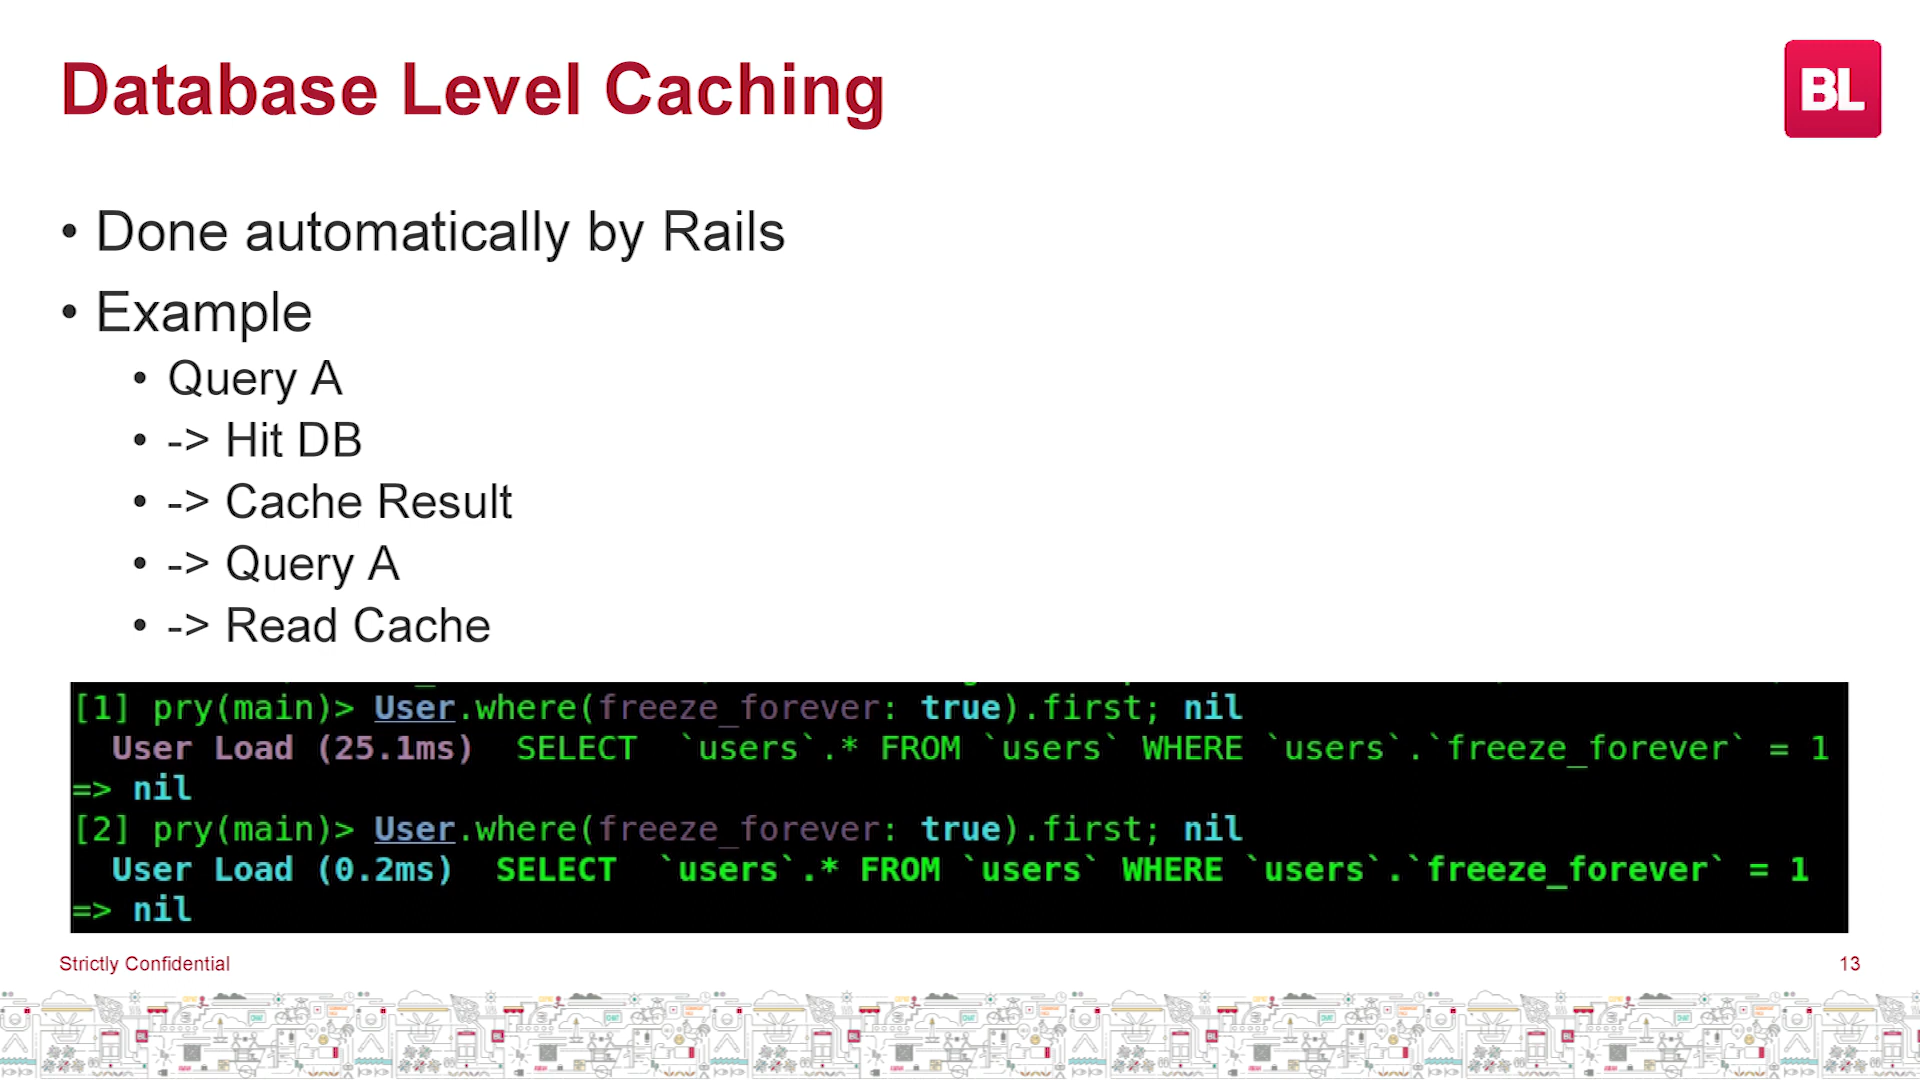 Database Level Caching
BL
• Done automatically by Rails
• Example
• Query A
• -> Hit DB
• -> Cache Result
• -> Query A
• -> Read Cache
[1] pry(main)> User.where(freeze_forever: true).first; nil
User Load (25.1ms)  SELECT  `users`.* FROM `users` WHERE `users`.`freeze_forever` = 1
=> nil
[2] pry(main)> User.where(freeze_forever: true).first; nil
User Load (0.2ms)  SELECT  `users`.* FROM `users` WHERE `users`.`freeze_forever` = 1
=> nil
Strictly Confidential
13